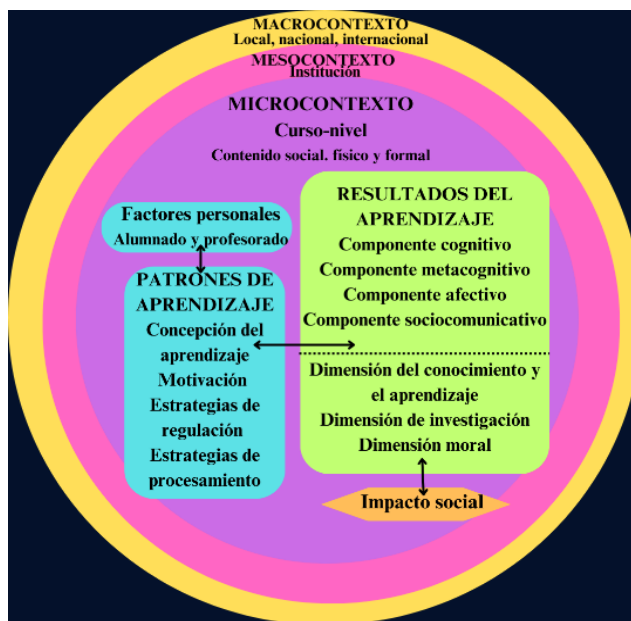 MACROCONTEXTO
Local, nacional, internacional
MESOCONTEXTO
Institución
MICROCONTEXTO
Curso-nivel
Contenido social. físico y formal
Factores personales
Alumnado y profesorado
PATRONES DE
APRENDIZAJE
Concepción del
aprendizaje
Motivación
Estrategias de
regulación
Estrategias de
procesamiento
RESULTADOS DEL
APRENDIZAJE
Componente cognitivo
Componente metacognitivo
Componente afectivo
Componente sociocomunicativo
Dimensión del conocimiento y
el aprendizaje
Dimensión de investigación
Dimensión moral
Impacto social